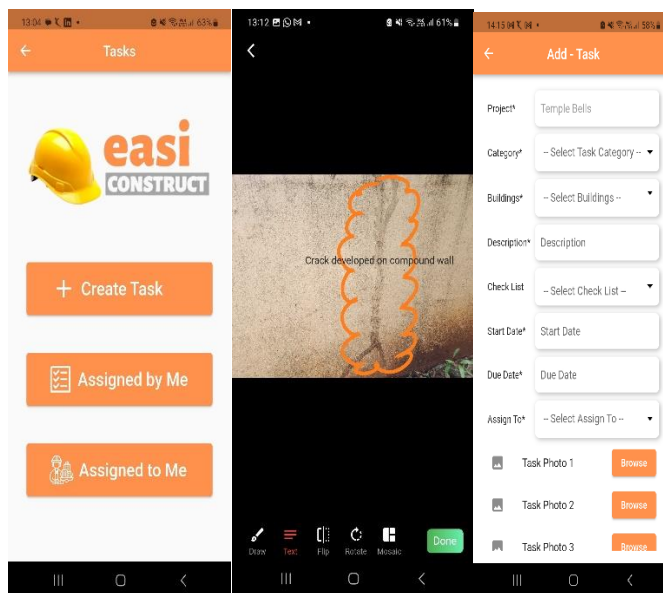 13:04
63%
Tasks
easi
CONSTRUCT
+ Create Task
Assigned by Me
Assigned to Me
13:12
61%
Crack developed on compound wall
Draw Text Flip Rotate Mosaic Done
14:15
58%
Add - Task
Project* Temple Bells
Category* -- Select Task Category --
Buildings* -- Select Buildings --
Description* Description
Check List -- Select Check List --
Start Date* Start Date
Due Date* Due Date
Assign To* -- Select Assign To --
Task Photo 1 Browse
Task Photo 2 Browse
Task Photo 3 Browse